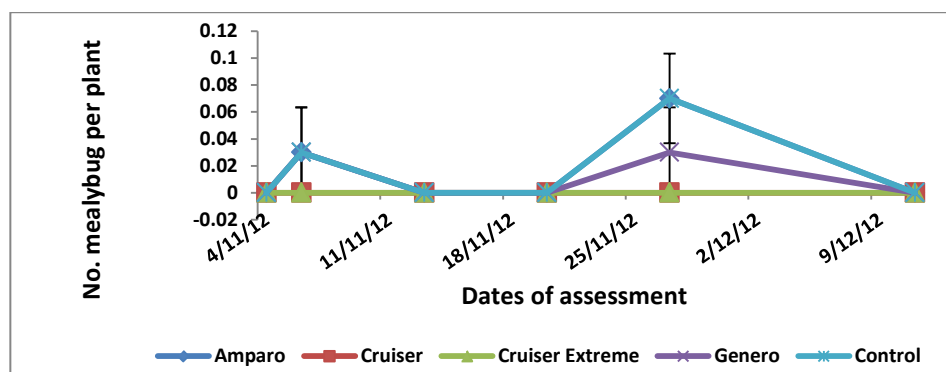 No. mealybug per plant
0.12
0.1
0.08
0.06
0.04
0.02
0
-0.02
4/11/12 11/11/12 18/11/12 25/11/12 2/12/12 9/12/12
Dates of assessment
Amparo Cruiser Cruiser Extreme Genero Control